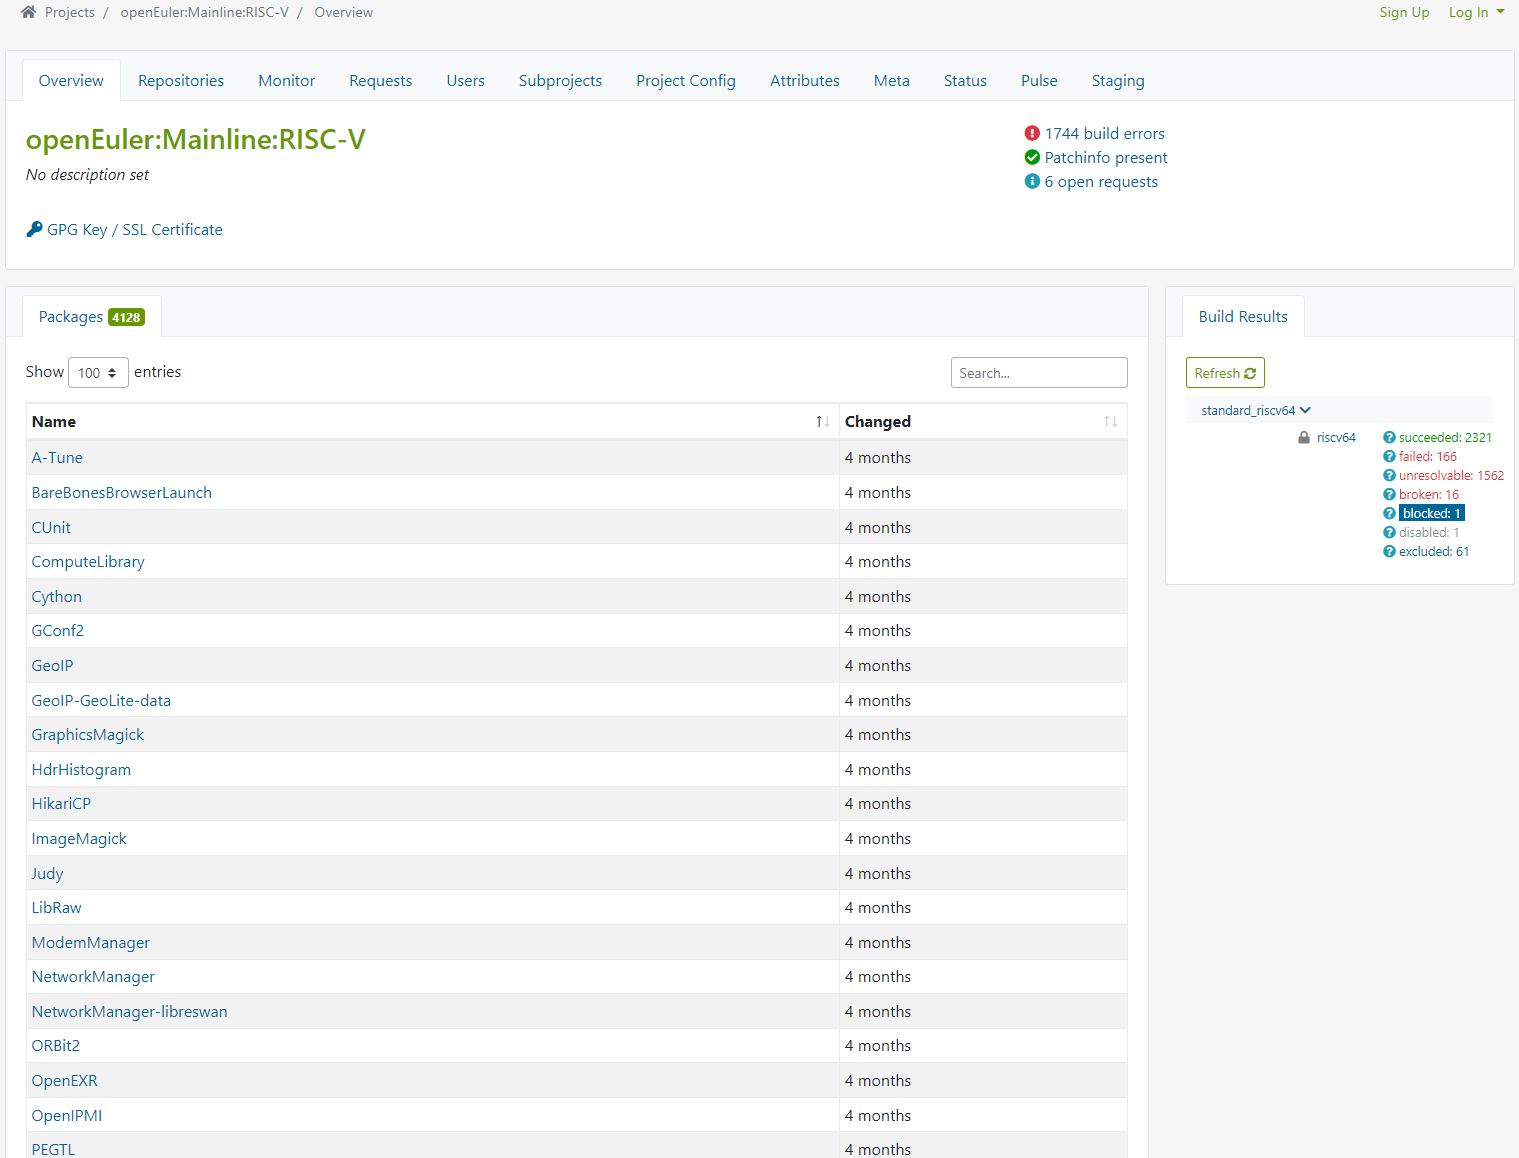 Projects / openEuler:Mainline:RISC-V / Overview
Sign Up Log In
Overview Repositories Monitor Requests Users Subprojects Project Config Attributes Meta Status Pulse Staging
openEuler:Mainline:RISC-V
No description set
GPG Key / SSL Certificate
1744 build errors
Patchinfo present
6 open requests
Packages 4128
Show 100 entries
Search...
Name Changed
A-Tune 4 months
BareBonesBrowserLaunch 4 months
CUnit 4 months
ComputeLibrary 4 months
Cython 4 months
GConf2 4 months
GeoIP 4 months
GeoIP-GeoLite-data 4 months
GraphicsMagick 4 months
HdrHistogram 4 months
HikariCP 4 months
ImageMagick 4 months
Judy 4 months
LibRaw 4 months
ModemManager 4 months
NetworkManager 4 months
NetworkManager-libreswan 4 months
ORBit2 4 months
OpenEXR 4 months
OpenIPMI 4 months
PEGTL 4 months
Build Results
Refresh
standard_riscv64
riscv64
succeeded: 2321
failed: 166
unresolvable: 1562
broken: 16
blocked: 1
disabled: 1
excluded: 61